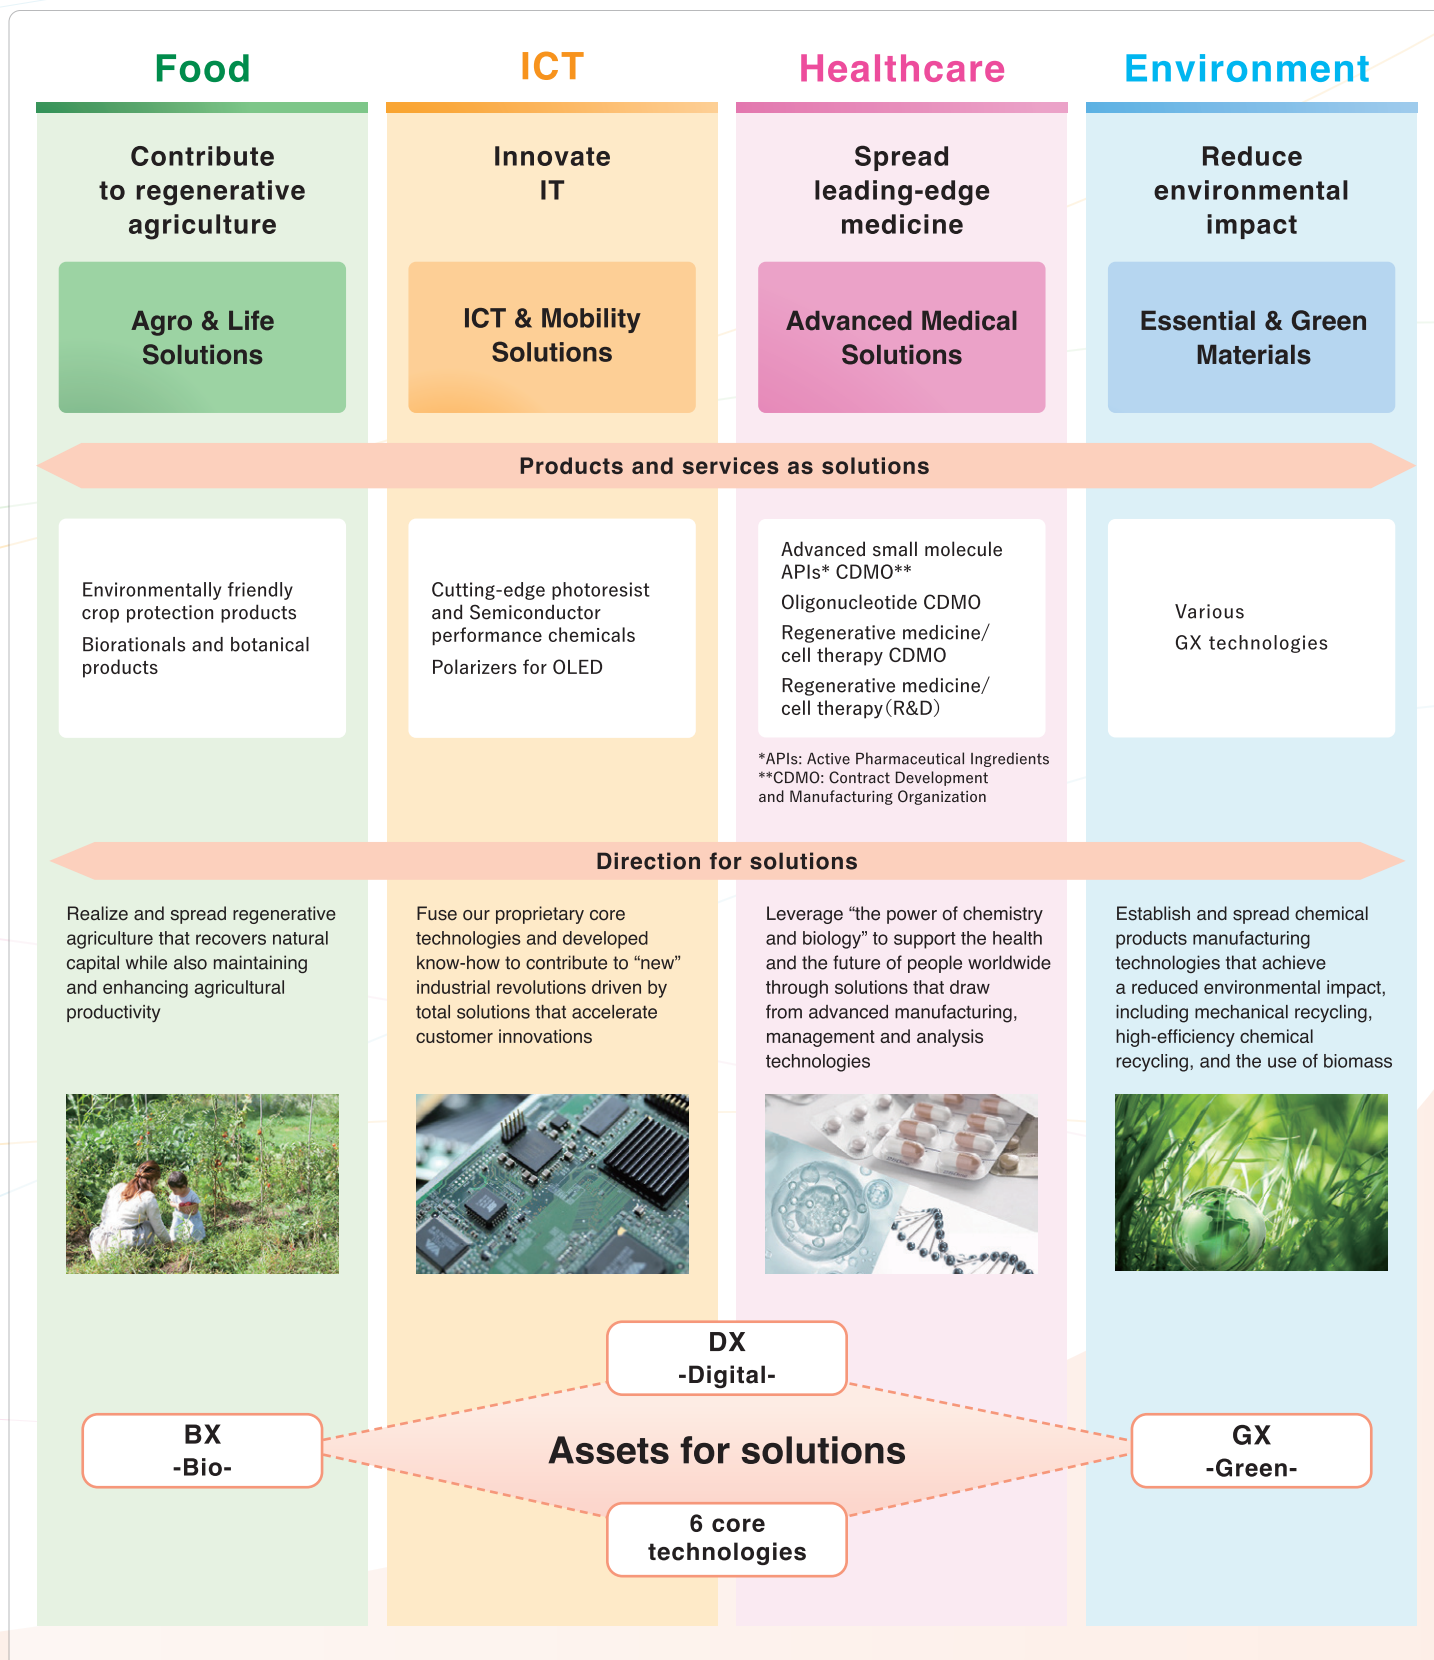 Food
Contribute
to regenerative
agriculture
Agro & Life
Solutions
ICT
Innovate
IT
ICT & Mobility
Solutions
Healthcare
Spread
leading-edge
medicine
Advanced Medical
Solutions
Environment
Reduce
environmental
impact
Essential & Green
Materials
Products and services as solutions
Environmentally friendly
crop protection products
Biorationals and botanical
products
Cutting-edge photoresist
and Semiconductor
performance chemicals
Polarizers for OLED
Advanced small molecule
APIs* CDMO**
Oligonucleotide CDMO
Regenerative medicine/
cell therapy CDMO
Regenerative medicine/
cell therapy（R&D）
*APIs: Active Pharmaceutical Ingredients
**CDMO: Contract Development
and Manufacturing Organization
Various
GX technologies
Direction for solutions
Realize and spread regenerative
agriculture that recovers natural
capital while also maintaining
and enhancing agricultural
productivity
Fuse our proprietary core
technologies and developed
know-how to contribute to “new”
industrial revolutions driven by
total solutions that accelerate
customer innovations
Leverage “the power of chemistry
and biology” to support the health
and the future of people worldwide
through solutions that draw
from advanced manufacturing,
management and analysis
technologies
Establish and spread chemical
products manufacturing
technologies that achieve
a reduced environmental impact,
including mechanical recycling,
high-efficiency chemical
recycling, and the use of biomass
DX
-Digital-
BX
-Bio-
Assets for solutions
GX
-Green-
6 core
technologies